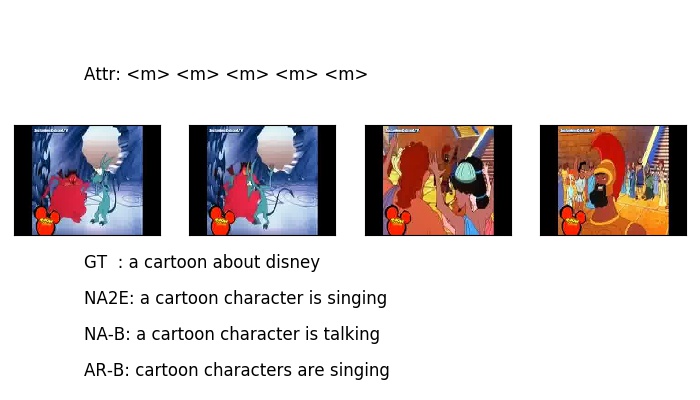 Attr: <m> <m> <m> <m> <m>
GT : a cartoon about disney
NA2E: a cartoon character is singing
NA-B: a cartoon character is talking
AR-B: cartoon characters are singing